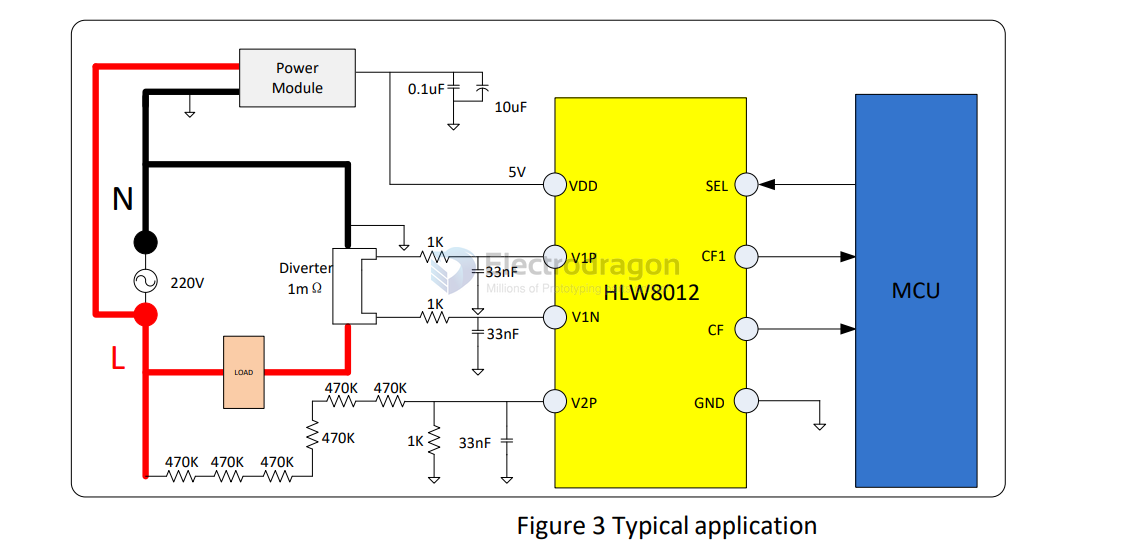 Power
Module
0.1uF
10uF
N
5V
VDD
SEL
1K
V1P
CF1
Electrodragon
33nF
Diverter
220V
1m Ω
Millions of Prototyping
HLW8012
MCU
1K
V1N
33nF
CF
L
LOAD
470K 470K
V2P
GND
470K
1K
33nF
470K 470K 470K
Figure 3 Typical application